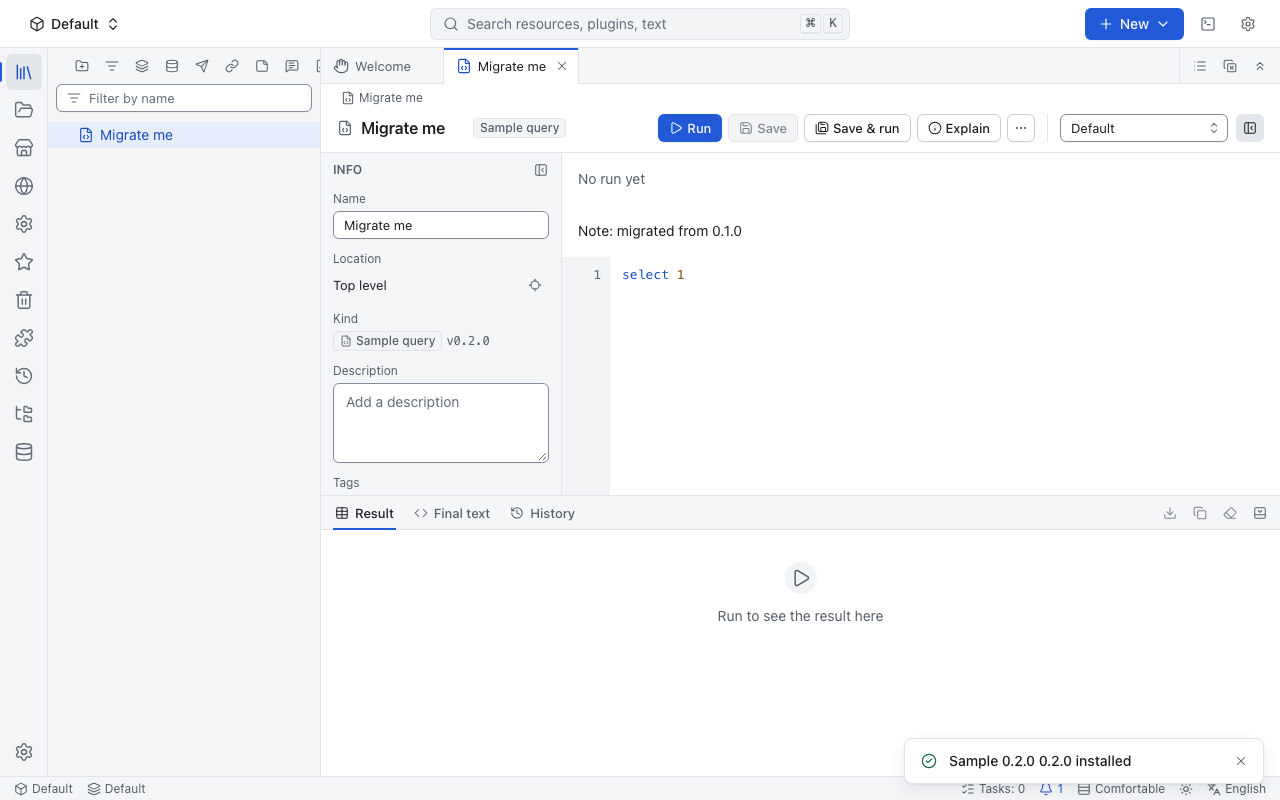 Default
Search resources, plugins, text
⌘ K
New
Welcome
Migrate me
Filter by name
Migrate me
Migrate me
Migrate me
Sample query
Run
Save
Save & run
Explain
Default
INFO
Name
Migrate me
Location
Top level
Kind
Sample query v0.2.0
Description
Add a description
Tags
No run yet
Note: migrated from 0.1.0
1 select 1
Result
Final text
History
Run to see the result here
Sample 0.2.0 0.2.0 installed
Default
Default
Tasks: 0
1
Comfortable
English